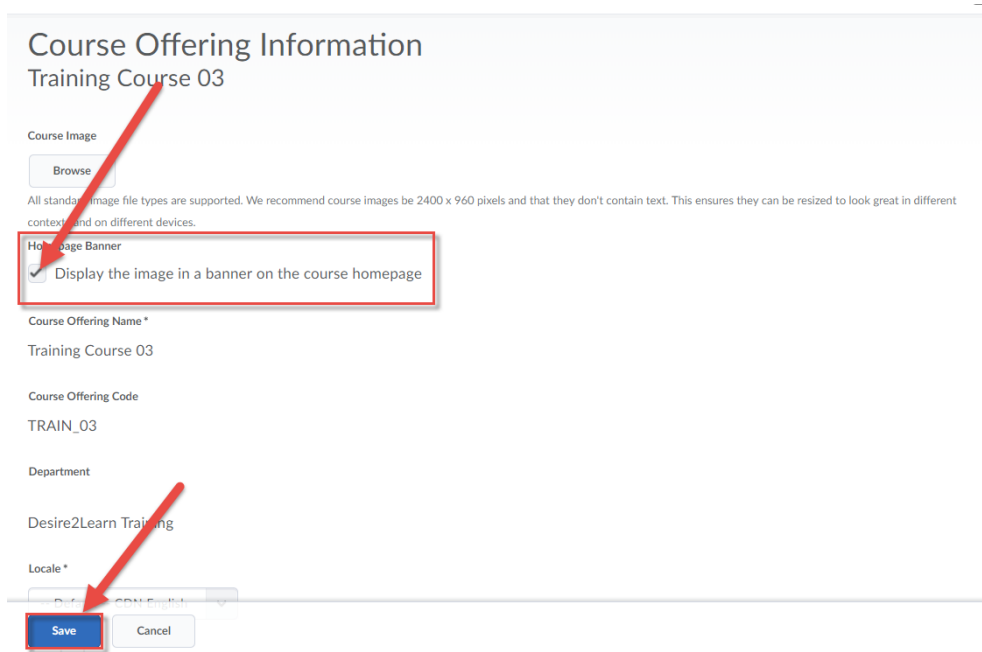 Course Offering Information
Training Course 03
Course Image
Browse
All standard image file types are supported. We recommend course images be 2400 x 960 pixels and that they don't contain text. This ensures they can be resized to look great in different
contexts and on different devices.
Homepage Banner
Display the image in a banner on the course homepage
Course Offering Name *
Training Course 03
Course Offering Code
TRAIN_03
Department
Desire2Learn Training
Locale *
CDN English
Save
Cancel